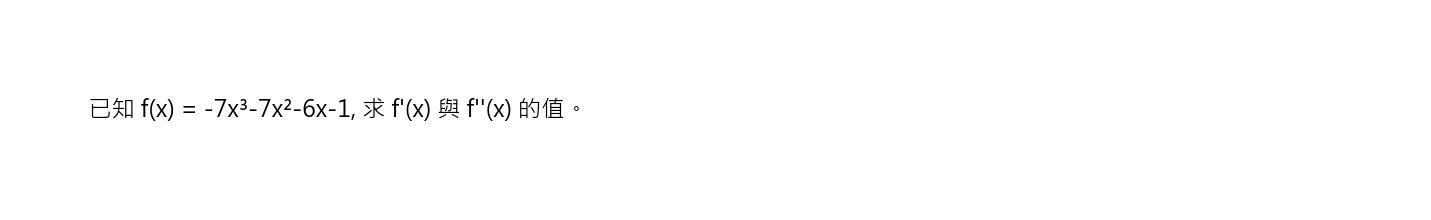 已知 f(x) = -7x³-7x²-6x-1, 求 f'(x) 與 f''(x) 的值。